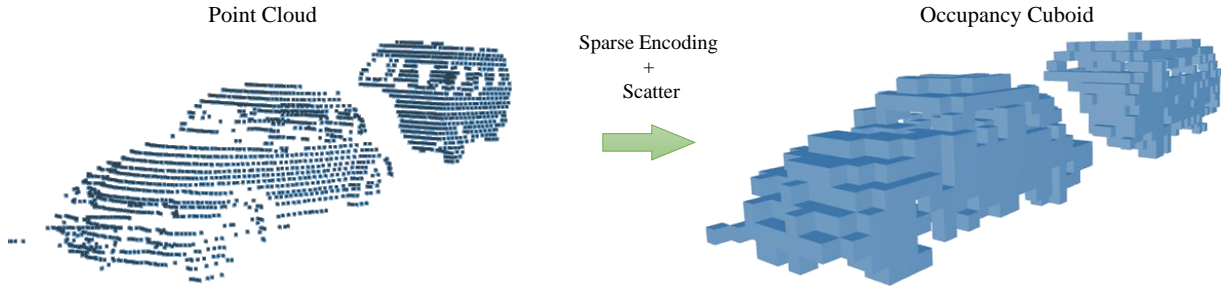 Point Cloud
Occupancy Cuboid
Sparse Encoding
+
Scatter